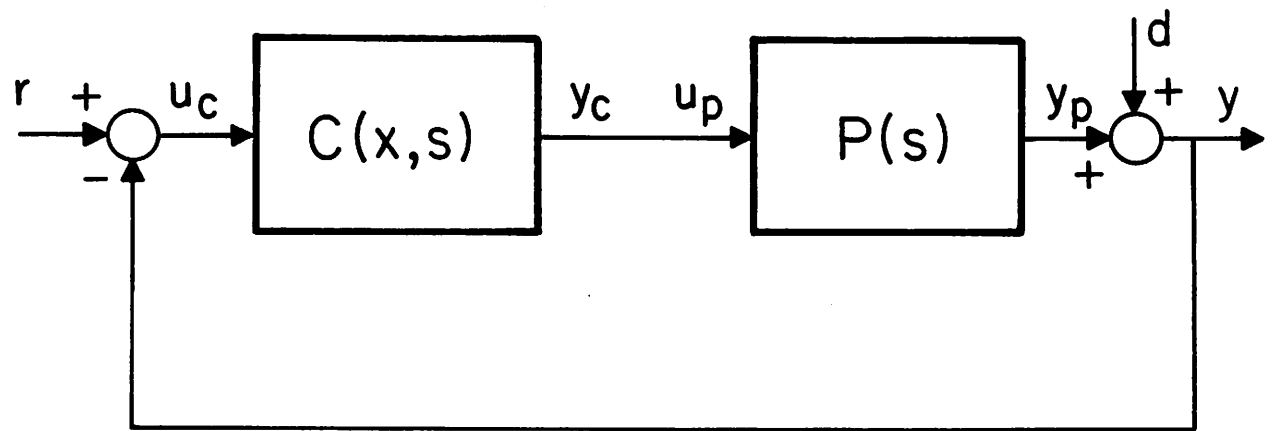 r
+
-
u_c
C(x,s)
y_c
u_p
P(s)
y_p
+
d
+
y